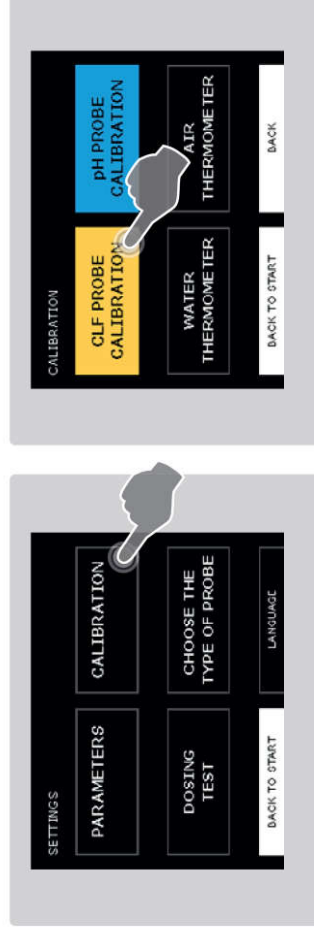 SETTINGS
PARAMETERS
CALIBRATION
DOSING
TEST
CHOOSE THE
TYPE OF PROBE
BACK TO START
LANGUAGE
CALIBRATION
CLF PROBE
CALIBRATION
pH PROBE
CALIBRATION
WATER
THERMOMETER
AIR
THERMOMETER
BACK TO START
BACK